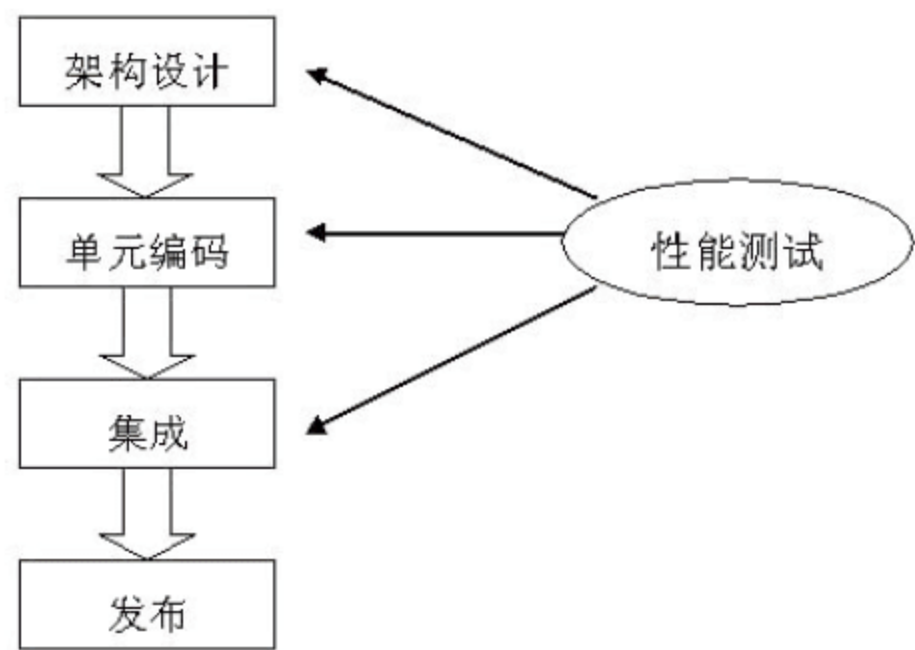 架构设计
单元编码
性能测试
集成
发布